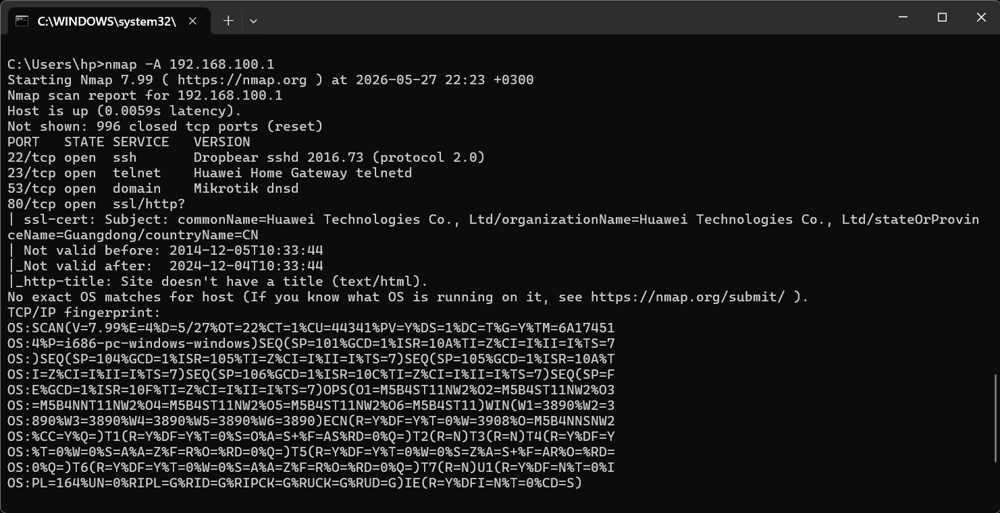 C:\WINDOWS\system32\
C:\Users\hp>nmap -A 192.168.100.1
Starting Nmap 7.99 ( https://nmap.org ) at 2026-05-27 22:23 +0300
Nmap scan report for 192.168.100.1
Host is up (0.0059s latency).
Not shown: 996 closed tcp ports (reset)
PORT   STATE SERVICE   VERSION
22/tcp open  ssh       Dropbear sshd 2016.73 (protocol 2.0)
23/tcp open  telnet    Huawei Home Gateway telnetd
53/tcp open  domain    Mikrotik dnsd
80/tcp open  ssl/http?
| ssl-cert: Subject: commonName=Huawei Technologies Co., Ltd/organizationName=Huawei Technologies Co., Ltd/stateOrProvin
ceName=Guangdong/countryName=CN
| Not valid before: 2014-12-05T10:33:44
|_Not valid after:  2024-12-04T10:33:44
|_http-title: Site doesn't have a title (text/html).
No exact OS matches for host (If you know what OS is running on it, see https://nmap.org/submit/ ).
TCP/IP fingerprint:
OS:SCAN(V=7.99%E=4%D=5/27%OT=22%CT=1%CU=44341%PV=Y%DS=1%DC=T%G=Y%TM=6A17451
OS:4%P=i686-pc-windows-windows)SEQ(SP=101%GCD=1%ISR=10A%TI=Z%CI=I%II=I%TS=7
OS:)SEQ(SP=104%GCD=1%ISR=105%TI=Z%CI=I%II=I%TS=7)SEQ(SP=105%GCD=1%ISR=10A%T
OS:I=Z%CI=I%II=I%TS=7)SEQ(SP=106%GCD=1%ISR=10C%TI=Z%CI=I%II=I%TS=7)SEQ(SP=F
OS:E%GCD=1%ISR=10F%TI=Z%CI=I%II=I%TS=7)OPS(O1=M5B4ST11NW2%O2=M5B4ST11NW2%O3
OS:=M5B4NNT11NW2%O4=M5B4ST11NW2%O5=M5B4ST11NW2%O6=M5B4ST11)WIN(W1=3890%W2=3
OS:890%W3=3890%W4=3890%W5=3890%W6=3890)ECN(R=Y%DF=Y%T=0%W=3908%O=M5B4NNSNW2
OS:%CC=Y%Q=)T1(R=Y%DF=Y%T=0%S=O%A=S+%F=AS%RD=0%Q=)T2(R=N)T3(R=N)T4(R=Y%DF=Y
OS:%T=0%W=0%S=A%A=Z%F=R%O=%RD=0%Q=)T5(R=Y%DF=Y%T=0%W=0%S=Z%A=S+%F=AR%O=%RD=
OS:0%Q=)T6(R=Y%DF=Y%T=0%W=0%S=A%A=Z%F=R%O=%RD=0%Q=)T7(R=N)U1(R=Y%DF=N%T=0%I
OS:PL=164%UN=0%RIPL=G%RID=G%RIPCK=G%RUCK=G%RUD=G)IE(R=Y%DFI=N%T=0%CD=S)